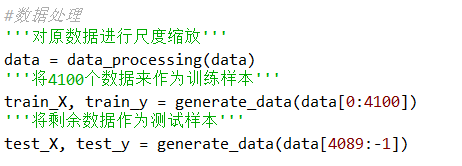 #数据处理
'''对原数据进行尺度缩放'''
data = data_processing(data)
'''将4100个数据来作为训练样本'''
train_X, train_y = generate_data(data[0:4100])
'''将剩余数据作为测试样本'''
test_X, test_y = generate_data(data[4089:-1])